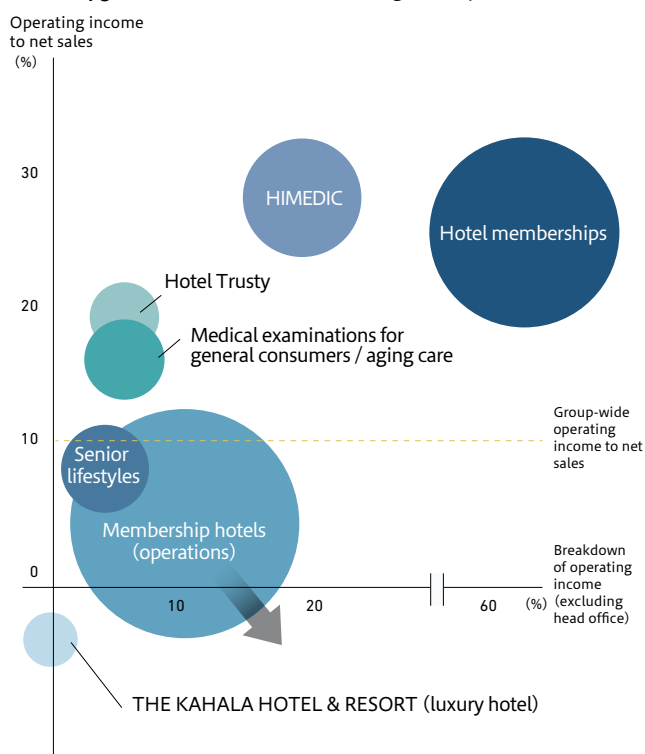 Operating income
to net sales
(%)
30
HIMEDIC
Hotel memberships
Hotel Trusty
20
Medical examinations for
general consumers / aging care
10
Group-wide
operating
income to net
sales
Senior
lifestyles
Membership hotels
(operations)
0
10
20
60
(%)
Breakdown
of operating
income
(excluding
head office)
THE KAHALA HOTEL & RESORT (luxury hotel)